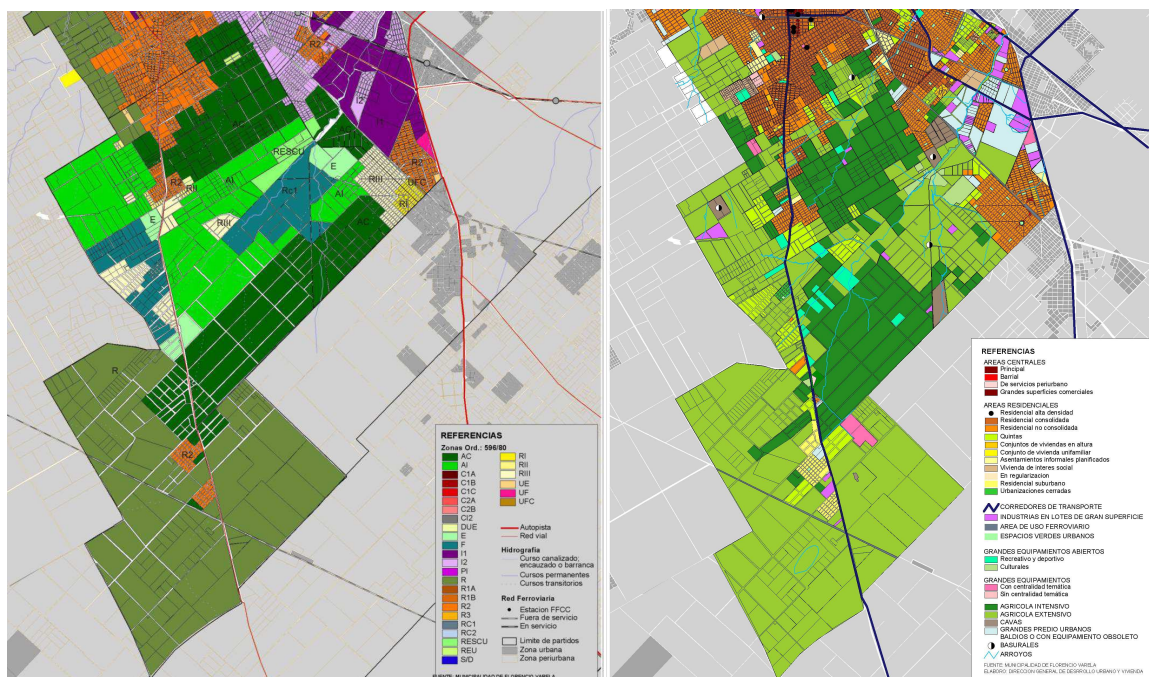 R2
I2
I1
AC
RESCU
E
R2
RII
AI
Rc1
AI
RIII
R2
UFC
RI
E
RIII
AC
R
R2
REFERENCIAS
Zonas Ord.: 596/80
AC
AI
C1A
C1B
C1C
C2A
C2B
CI2
DUE
E
F
I1
I2
PI
R
R1A
R1B
R2
R3
RC1
RC2
RESCU
REU
S/D
RI
RII
RIII
UE
UF
UFC
Autopista
Red vial
Hidrografía
Curso canalizado;
encauzado o barranca
Cursos permanentes
Cursos transitorios
Red Ferroviaria
Estacion FFCC
Fuera de servicio
En servicio
Limite de partidos
Zona urbana
Zona periurbana
FUENTE: MUNICIPALIDAD DE FLORENCIO VARELA
REFERENCIAS
AREAS CENTRALES
Principal
Barrial
De servicios periurbano
Grandes superficies comerciales
AREAS RESIDENCIALES
Residencial alta densidad
Residencial consolidada
Residencial no consolidada
Quintas
Conjuntos de viviendas en altura
Conjunto de vivienda unifamiliar
Asentamientos informales planificados
Vivienda de interes social
En regularizacion
Residencial suburbano
Urbanizaciones cerradas
CORREDORES DE TRANSPORTE
INDUSTRIAS EN LOTES DE GRAN SUPERFICIE
AREA DE USO FERROVIARIO
ESPACIOS VERDES URBANOS
GRANDES EQUIPAMIENTOS ABIERTOS
Recreativo y deportivo
Culturales
GRANDES EQUIPAMIENTOS
Con centralidad temática
Sin centralidad temática
AGRICOLA INTENSIVO
AGRICOLA EXTENSIVO
CAVAS
GRANDES PREDIO URBANOS
BALDIOS O CON EQUIPAMIENTO OBSOLETO
BASURALES
ARROYOS
FUENTE: MUNICIPALIDAD DE FLORENCIO VARELA
ELABORO: DIRECCION GENERAL DE DESRROLLO URBANO Y VIVIENDA